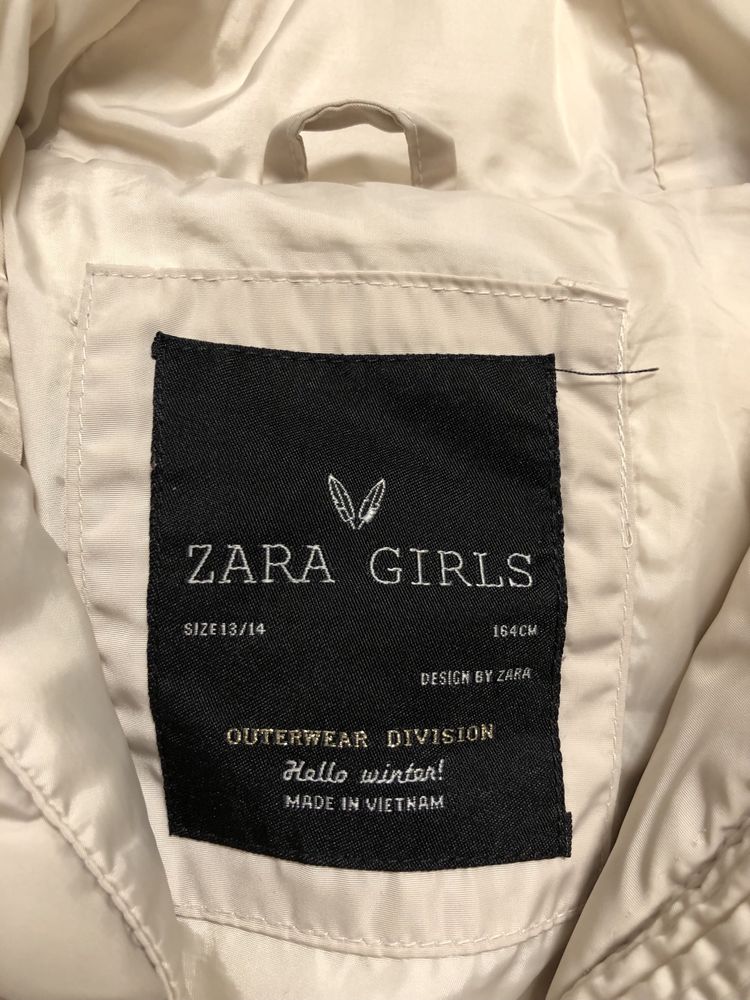 ZARA GIRLS
SIZE 13/14 164CM
DESIGN BY ZARA
OUTERWEAR DIVISION
Hello winter!
MADE IN VIETNAM